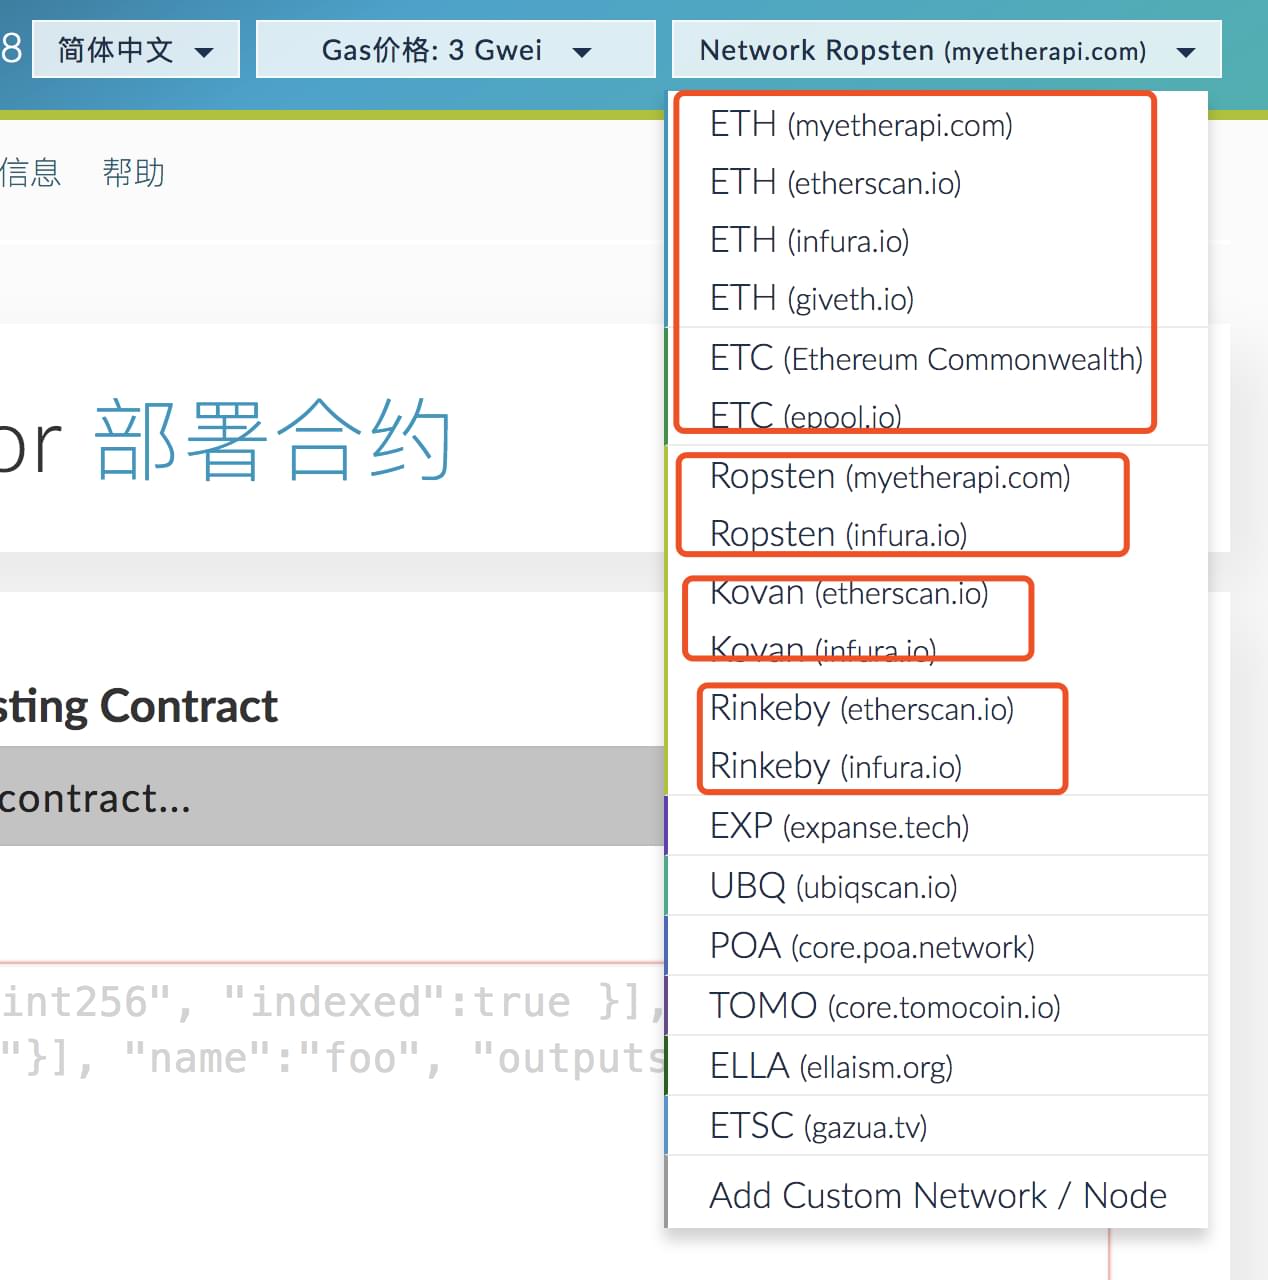 8 简体中文 Gas价格: 3 Gwei Network Ropsten (myetherapi.com)
信息 帮助
or 部署合约
sting Contract
contract...
int256", "indexed":true }],
"}], "name":"foo", "outputs
ETH (myetherapi.com)
ETH (etherscan.io)
ETH (infura.io)
ETH (giveth.io)
ETC (Ethereum Commonwealth)
ETC (epool.io)
Ropsten (myetherapi.com)
Ropsten (infura.io)
Kovan (etherscan.io)
Kovan (infura.io)
Rinkeby (etherscan.io)
Rinkeby (infura.io)
EXP (expanse.tech)
UBQ (ubiqscan.io)
POA (core.poa.network)
TOMO (core.tomocoin.io)
ELLA (ellaism.org)
ETSC (gazua.tv)
Add Custom Network / Node